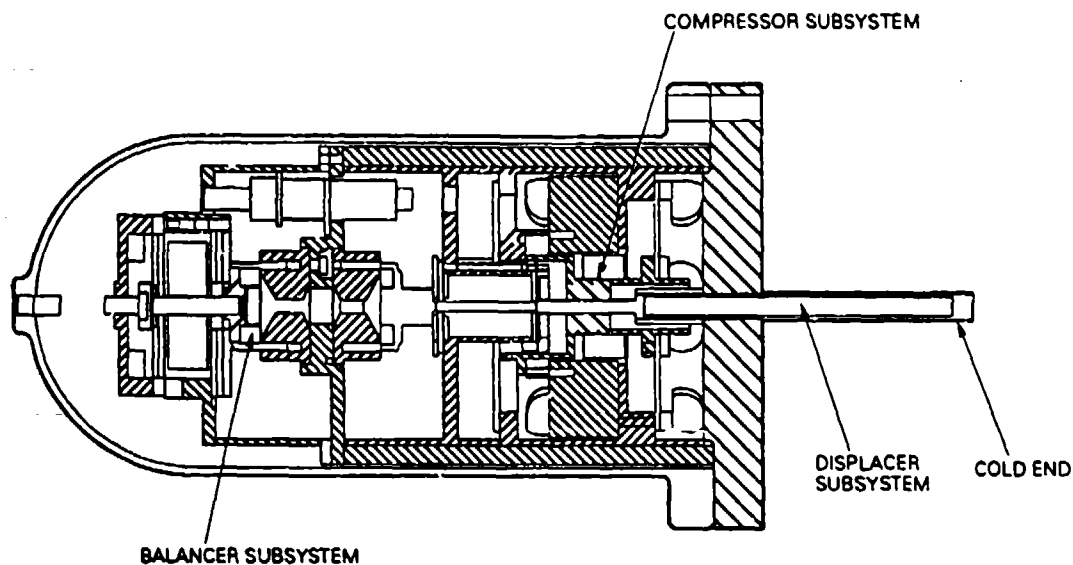 COMPRESSOR SUBSYSTEM
DISPLACER
SUBSYSTEM
COLD END
BALANCER SUBSYSTEM